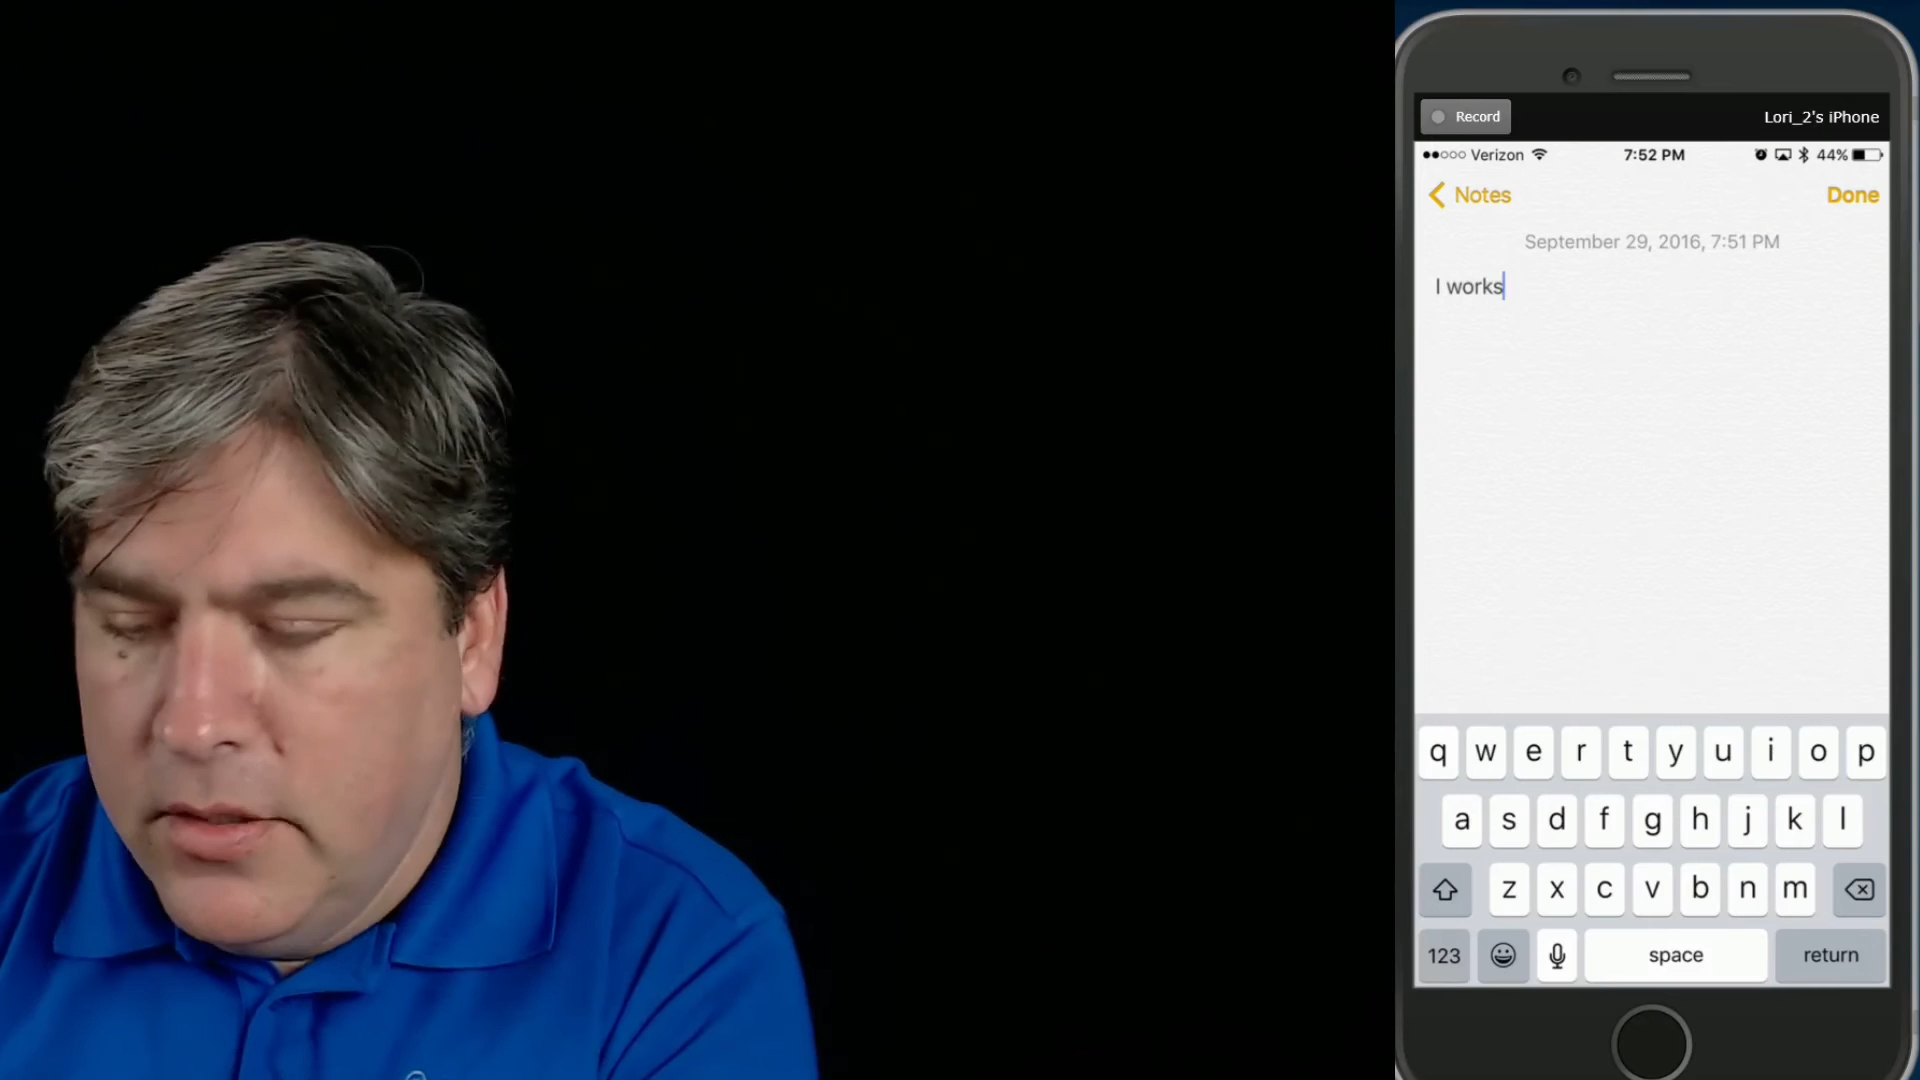 Record
Lori_2's iPhone
Verizon
7:52 PM
44%
Notes
Done
September 29, 2016, 7:51 PM
I works
q w e r t y u i o p
a s d f g h j k l
z x c v b n m
123
space
return